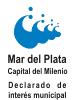 Mar del Plata
Capital del Milenio
Declarado de
interés municipal